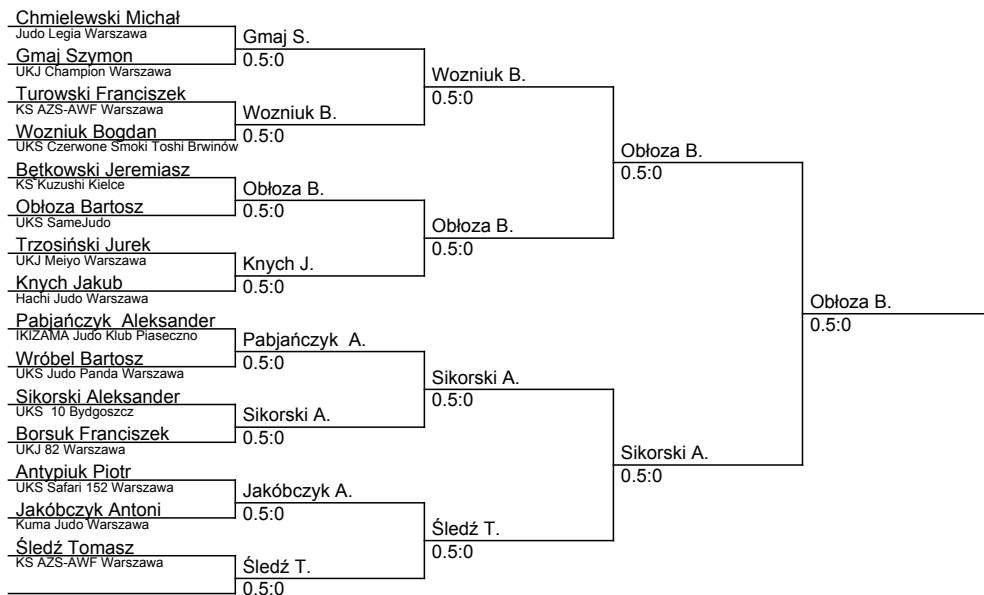 Chmielewski Michał
Judo Legia Warszawa
Gmaj Szymon
UKJ Champion Warszawa
Turowski Franciszek
KS AZS-AWF Warszawa
Wozniuk Bogdan
UKS Czerwone Smoki Toshi Brwinów
Bętkowski Jeremiasz
KS Kuzushi Kielce
Obłoza Bartosz
UKS SameJudo
Trzosiński Jurek
UKJ Meiyo Warszawa
Knych Jakub
Hachi Judo Warszawa
Pabjańczyk  Aleksander
IKIZAMA Judo Klub Piaseczno
Wróbel Bartosz
UKS Judo Panda Warszawa
Sikorski Aleksander
UKS  10 Bydgoszcz
Borsuk Franciszek
UKJ 82 Warszawa
Antypiuk Piotr
UKS Safari 152 Warszawa
Jakóbczyk Antoni
Kuma Judo Warszawa
Śledź Tomasz
KS AZS-AWF Warszawa
Gmaj S.
0.5:0
Wozniuk B.
0.5:0
Obłoza B.
0.5:0
Knych J.
0.5:0
Pabjańczyk  A.
0.5:0
Sikorski A.
0.5:0
Jakóbczyk A.
0.5:0
Śledź T.
0.5:0
Wozniuk B.
0.5:0
Obłoza B.
0.5:0
Sikorski A.
0.5:0
Śledź T.
0.5:0
Obłoza B.
0.5:0
Sikorski A.
0.5:0
Obłoza B.
0.5:0